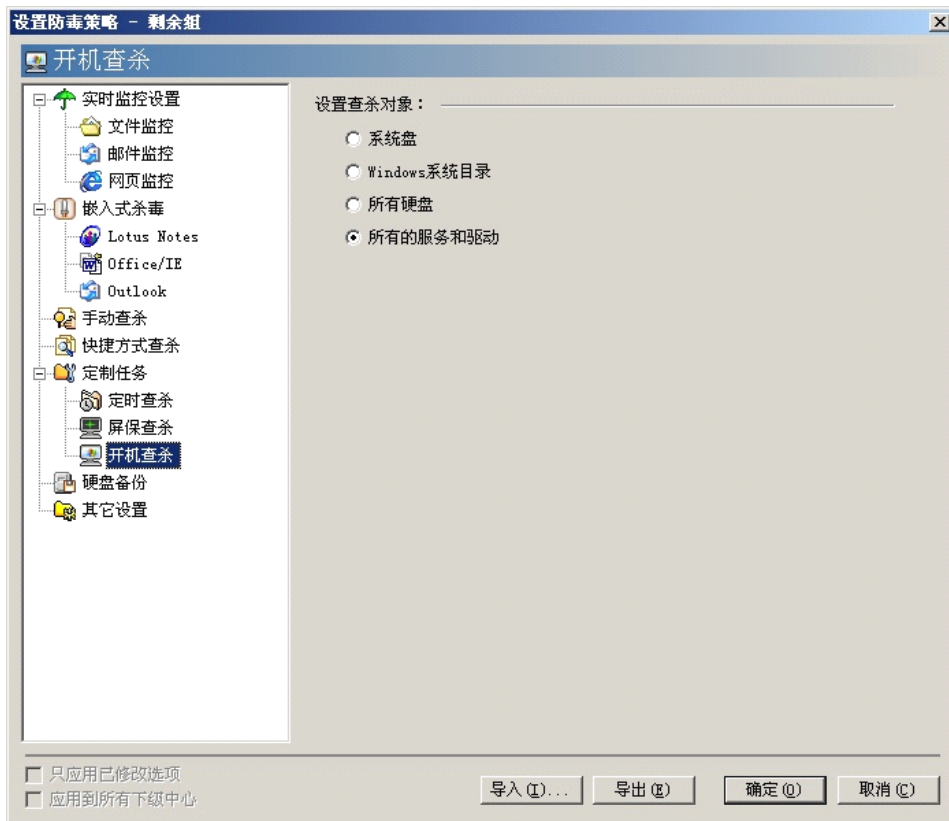 设置防毒策略 - 剩余组
开机查杀
实时监控设置
文件监控
邮件监控
网页监控
嵌入式杀毒
Lotus Notes
Office/IE
Outlook
手动查杀
快捷方式查杀
定制任务
定时查杀
屏保查杀
开机查杀
硬盘备份
其它设置
设置查杀对象：
系统盘
Windows系统目录
所有硬盘
所有的服务和驱动
只应用已修改选项
应用到所有下级中心
导入(I)... 导出(E) 确定(O) 取消(C)